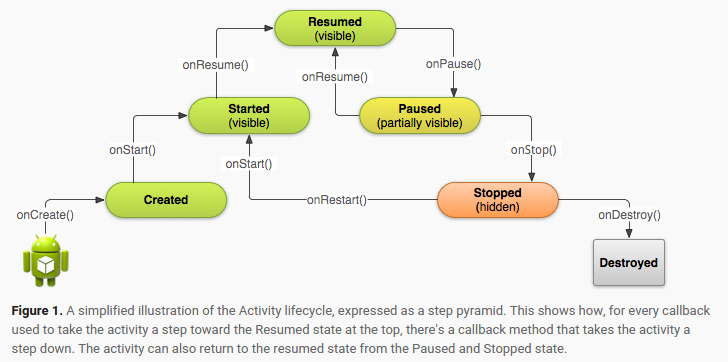 Resumed
(visible)
onResume()
onResume()
onPause()
Started
(visible)
Paused
(partially visible)
onStart()
onStart()
onStop()
Created
onRestart()
Stopped
(hidden)
onCreate()
onDestroy()
Destroyed
Figure 1. A simplified illustration of the Activity lifecycle, expressed as a step pyramid. This shows how, for every callback
used to take the activity a step toward the Resumed state at the top, there's a callback method that takes the activity a
step down. The activity can also return to the resumed state from the Paused and Stopped state.